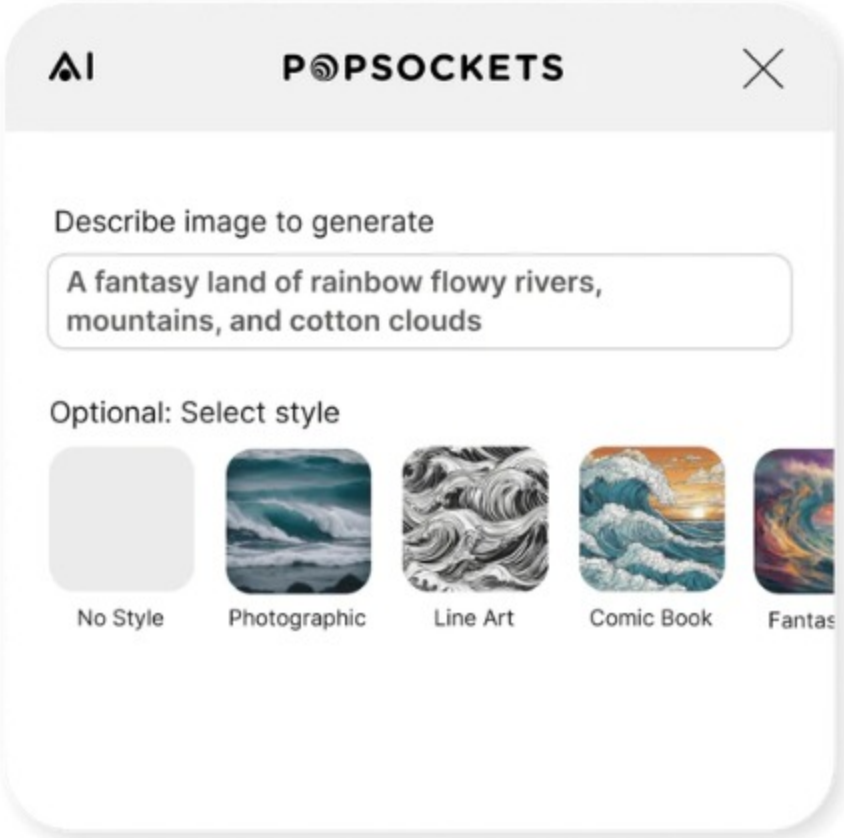 AI
POPSOCKETS
Describe image to generate
A fantasy land of rainbow flowy rivers,
mountains, and cotton clouds
Optional: Select style
No Style
Photographic
Line Art
Comic Book
Fantas